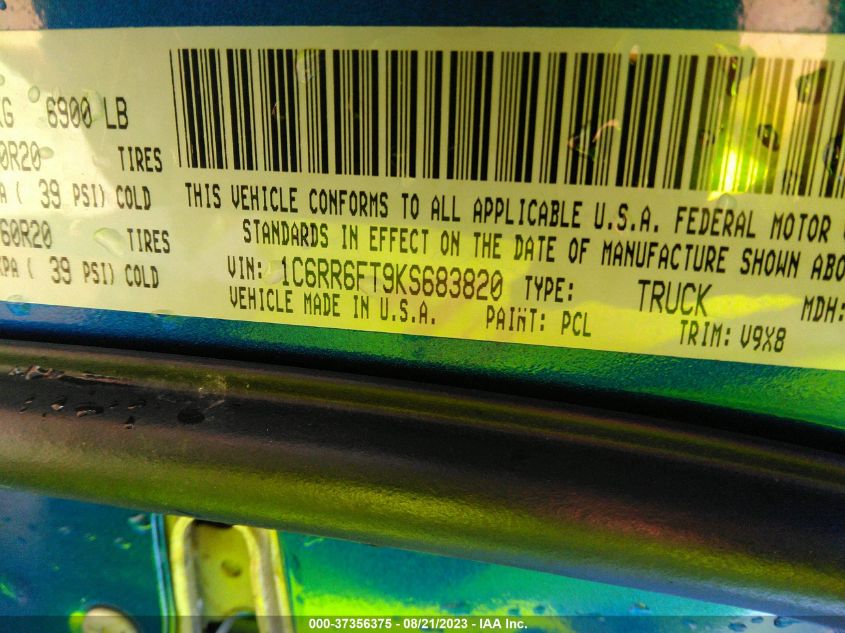 KG 6900 LB
0R20 TIRES
PA ( 39 PSI) COLD
60R20 TIRES
KPA ( 39 PSI) COLD
THIS VEHICLE CONFORMS TO ALL APPLICABLE U.S.A. FEDERAL MOTOR
STANDARDS IN EFFECT ON THE DATE OF MANUFACTURE SHOWN ABO
VIN: 1C6RR6FT9KS683820 TYPE: TRUCK MDH:
VEHICLE MADE IN U.S.A. PAINT: PCL TRIM: V9X8
000-37356375 - 08/21/2023 - IAA Inc.